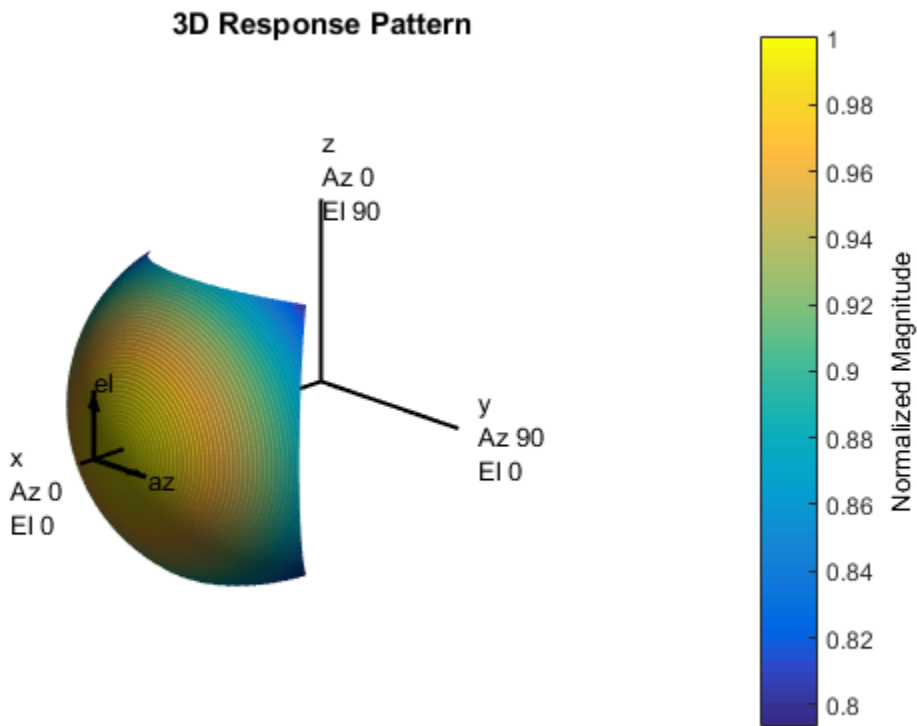 3D Response Pattern
z
Az 0
El 90
el
az
x
Az 0
El 0
y
Az 90
El 0
1
0.98
0.96
0.94
0.92
0.9
0.88
0.86
0.84
0.82
0.8
Normalized Magnitude